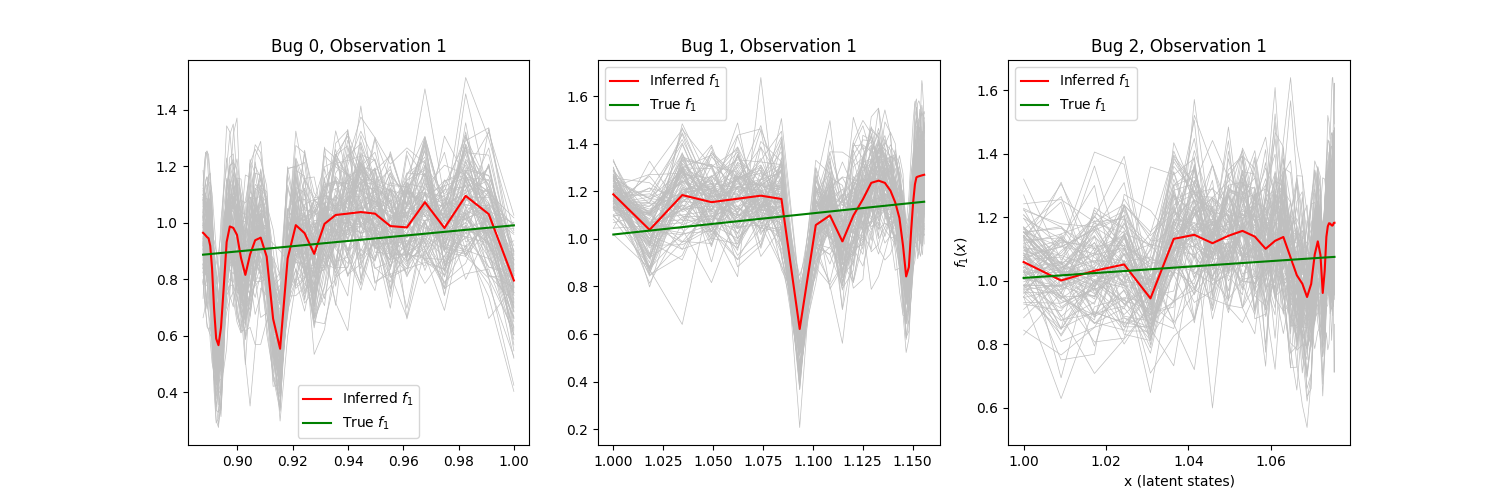 Bug 0, Observation 1
1.4
1.2
1.0
0.8
0.6
0.4
Inferred f₁
True f₁
0.90 0.92 0.94 0.96 0.98 1.00
Bug 1, Observation 1
Inferred f₁
True f₁
1.6
1.4
1.2
1.0
0.8
0.6
0.4
0.2
1.000 1.025 1.050 1.075 1.100 1.125 1.150
Bug 2, Observation 1
Inferred f₁
True f₁
f₁(x)
1.6
1.4
1.2
1.0
0.8
0.6
1.00 1.02 1.04 1.06
x (latent states)